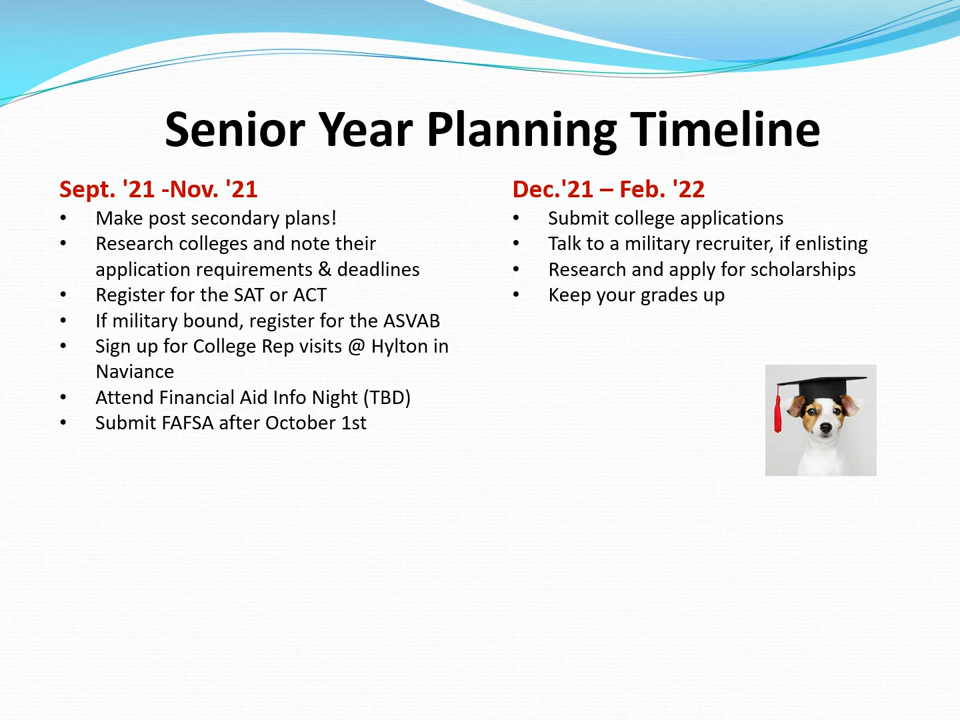 Senior Year Planning Timeline
Sept. '21 -Nov. '21
• Make post secondary plans!
• Research colleges and note their
application requirements & deadlines
• Register for the SAT or ACT
• If military bound, register for the ASVAB
• Sign up for College Rep visits @ Hylton in
Naviance
• Attend Financial Aid Info Night (TBD)
• Submit FAFSA after October 1st
Dec.'21 – Feb. '22
• Submit college applications
• Talk to a military recruiter, if enlisting
• Research and apply for scholarships
• Keep your grades up